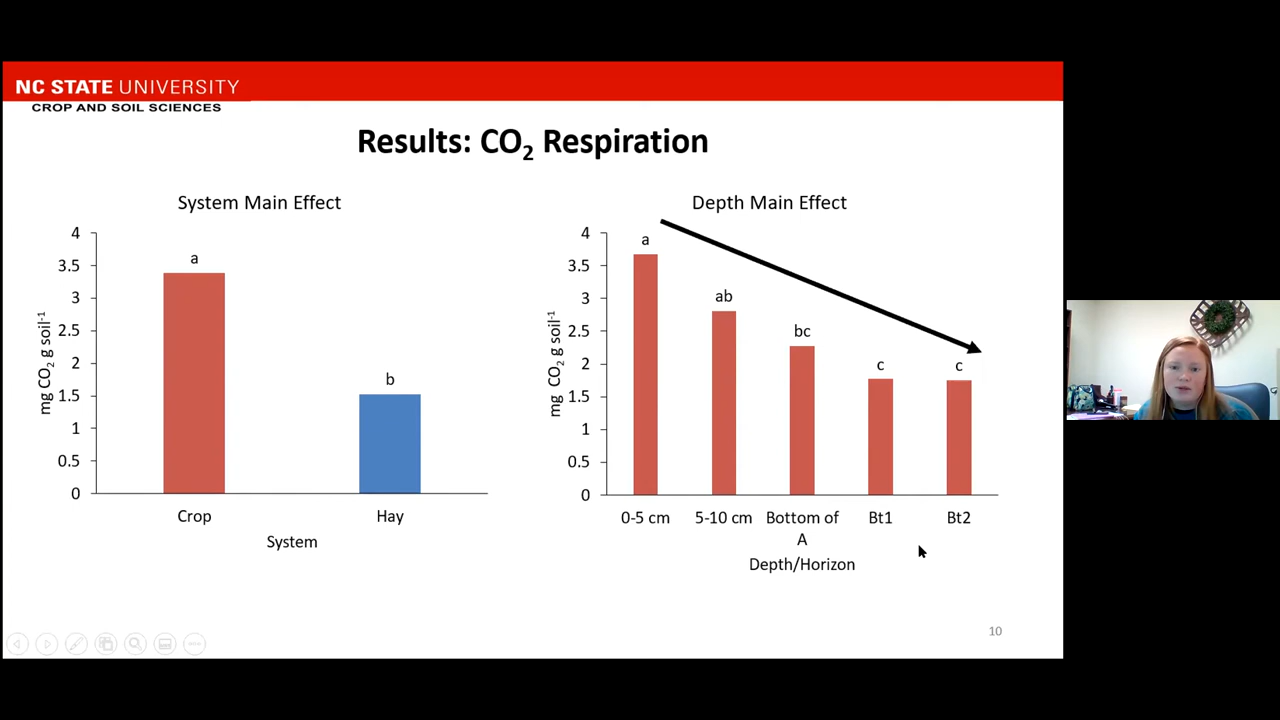 NC STATE UNIVERSITY
CROP AND SOIL SCIENCES
Results: CO2 Respiration
System Main Effect
4
3.5
3
2.5
2
1.5
1
0.5
0
mg CO2 g soil-1
a
b
Crop
Hay
System
Depth Main Effect
4
3.5
3
2.5
2
1.5
1
0.5
0
mg CO2 g soil-1
a
ab
bc
c
c
0-5 cm
5-10 cm
Bottom of
A
Bt1
Bt2
Depth/Horizon
10